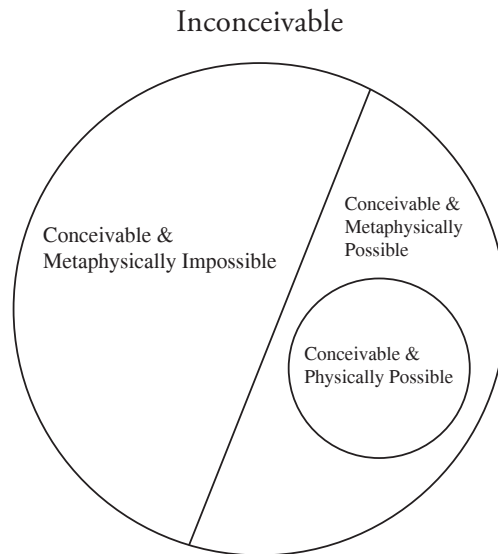 Inconceivable
Conceivable &
Metaphysically Impossible
Conceivable &
Metaphysically
Possible
Conceivable &
Physically Possible